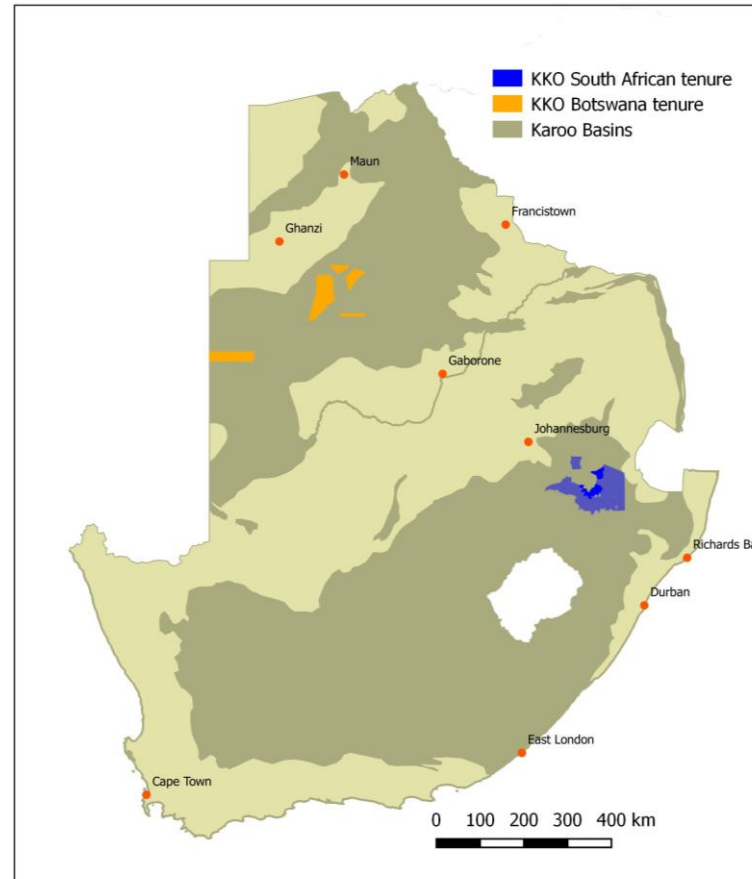 KKO South African tenure
KKO Botswana tenure
Karoo Basins
Maun
Francistown
Ghanzi
Gaborone
Johannesburg
Richards Ba
Durban
East London
Cape Town
0 100 200 300 400 km